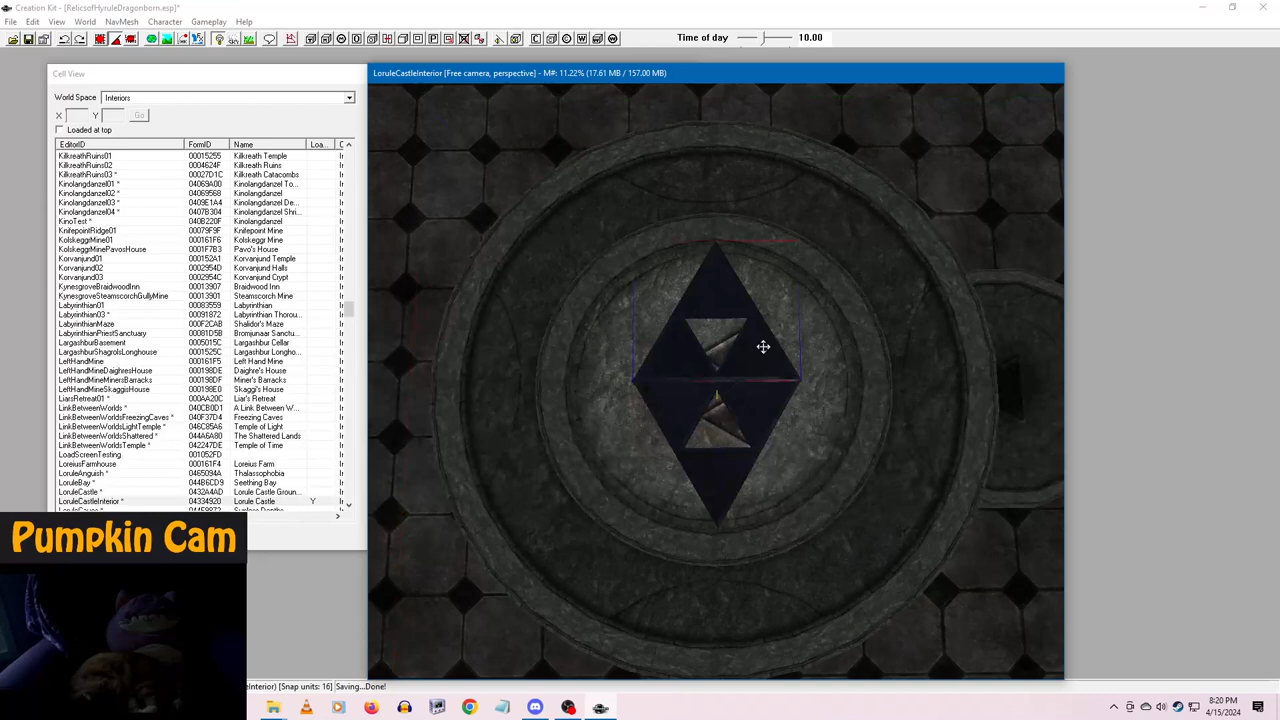 Creation Kit - [RelicsofHyruleDragonborn.esp]*
File Edit View World NavMesh Character Gameplay Help
Time of day 10.00
Cell View
LoruleCastleInterior [Free camera, perspective] - M#: 11.22% (17.61 MB / 157.00 MB)
World Space Interiors
X Y Go
Loaded at top
EditorID FormID Name Loa...
KilkreathRuins01 00015255 Kilkreath Temple
KilkreathRuins02 0004624F Kilkreath Ruins
KilkreathRuins03 * 00027D1C Kilkreath Catacombs
Kinolangdanzel01 * 04069A00 Kinolangdanzel To...
Kinolangdanzel02 * 04069568 Kinolangdanzel
Kinolangdanzel03 * 0409E1A4 Kinolangdanzel De...
Kinolangdanzel04 * 0407B304 Kinolangdanzel Shri...
KinoTest * 040B220F Kinolangdanzel
KnifepointRidge01 00079F9F Knifepoint Mine
KolskeggrMine01 000161F6 Kolskeggr Mine
KolskeggrMinePavosHouse 0001F7B3 Pavo's House
Korvanjund01 000152A1 Korvanjund Temple
Korvanjund02 0002954D Korvanjund Halls
Korvanjund03 0002954C Korvanjund Crypt
KynesgroveBraidwoodInn 00013907 Braidwood Inn
KynesgroveSteamscorchGullyMine 00013901 Steamscorch Mine
Labyrinthian01 00083559 Labyrinthian
Labyrinthian03 * 00091872 Labyrinthian Thorou...
LabyrinthianMaze 000F2CAB Shalidor's Maze
LabyrinthianPriestSanctury 00081D5B Bromjunaar Sanctu...
LargashburBasement 0005015C Largashbur Cellar
LargashburShagrolsLonghouse 0001525C Largashbur Longho...
LeftHandMine 000161F5 Left Hand Mine
LeftHandMineDaighresHouse 000198DF Daighre's House
LeftHandMineMinersBarracks 000198DF Miner's Barracks
LeftHandMineSkaggisHouse 000198E0 Skaggi's House
LiarsRetreat01 * 000AA20C Liar's Retreat
LinkBetweenWorlds * 040CB0D1 A Link Between W...
LinkBetweenWorldsFreezingCaves * 040F37D4 Freezing Caves
LinkBetweenWorldsLightTemple * 046C85A6 Temple of Light
LinkBetweenWorldsShattered * 044A6A80 The Shattered Lands
LinkBetweenWorldsTemple * 042247DE Temple of Time
LoadScreenTesting 001052FD
LoreiusFarmhouse 000161F4 Loreius Farm
LoruleAnguish * 0465094A Thalassophobia
LoruleBay * 044B6CD9 Seething Bay
LoruleCastle * 0432A4AD Lorule Castle Groun...
LoruleCastleInterior * 04334920 Lorule Castle Y
Pumpkin Cam
[Snap units: 16] Saving...Done!
8:20 PM
4/15/2024